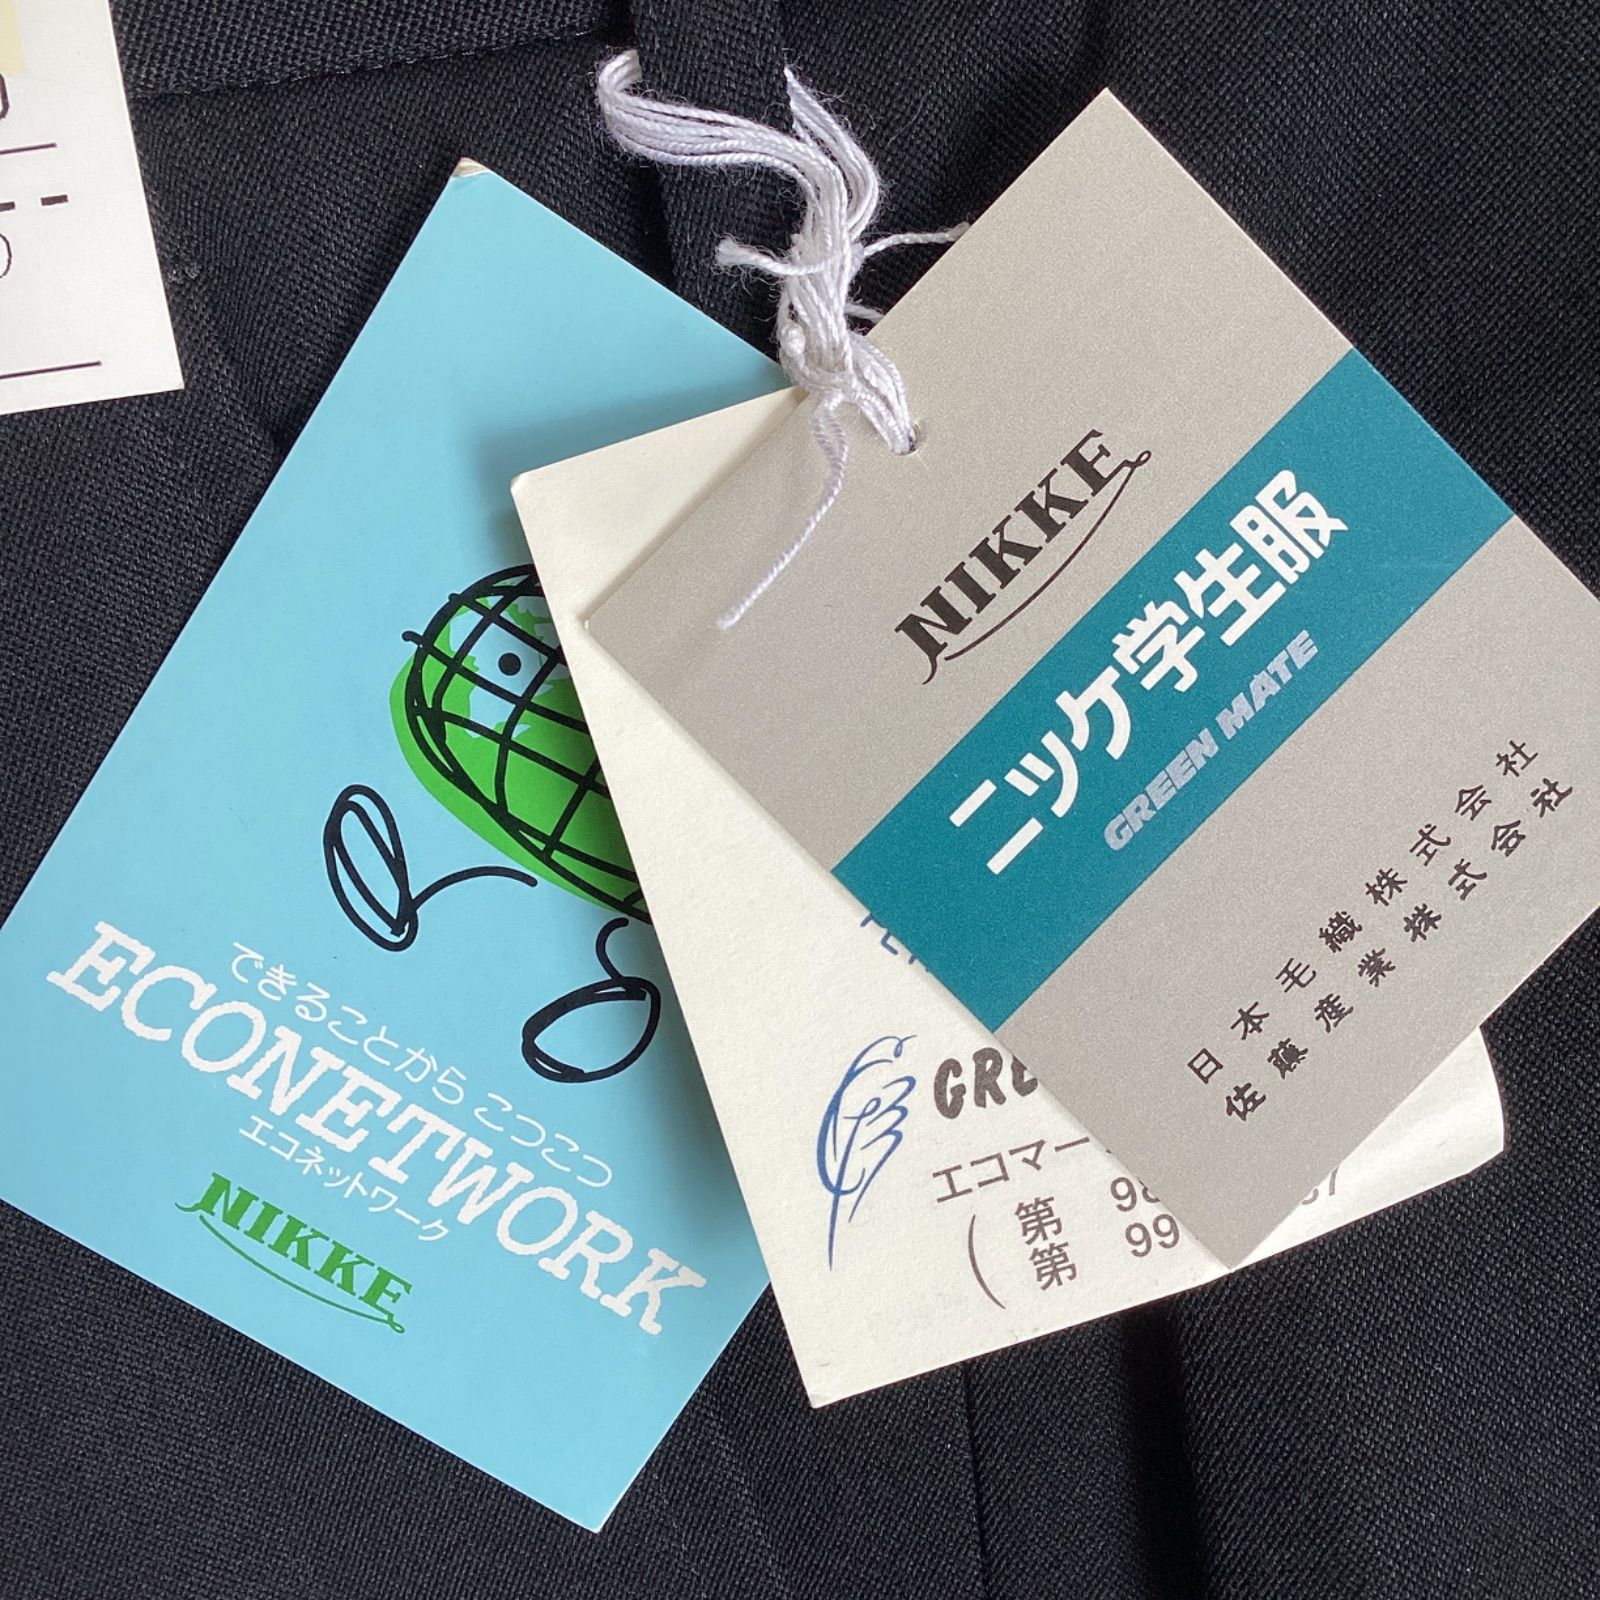 NIKKE
ニッケ学生服
GREEN MATE
日本毛織株式会社
佐藤産業株式会社
できることから こつこつ
ECONETWORK
エコネットワーク
NIKKE
エコマー
第
第 99